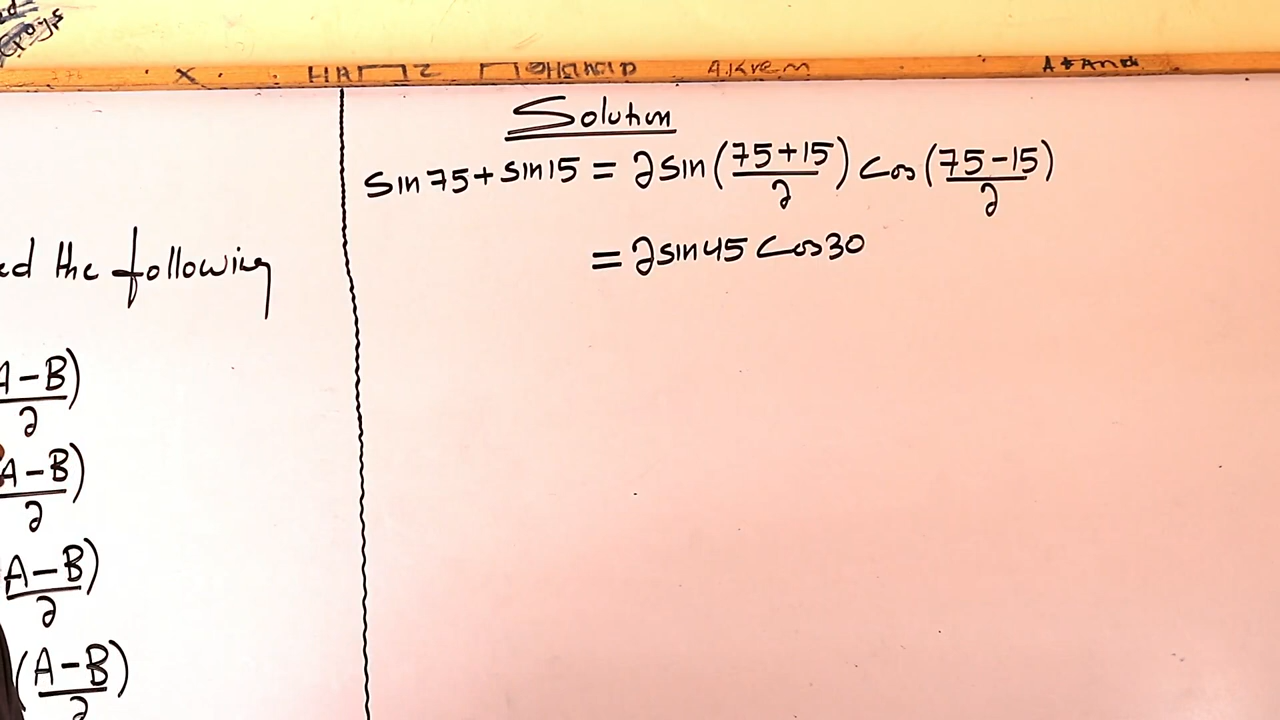 Solution
Sin75+sin15 = 2sin(75+15/2) Cos(75-15/2)
= 2sin45 Cos30
ed the following
A-B)/2
A-B)/2
A-B)/2
(A-B)/2